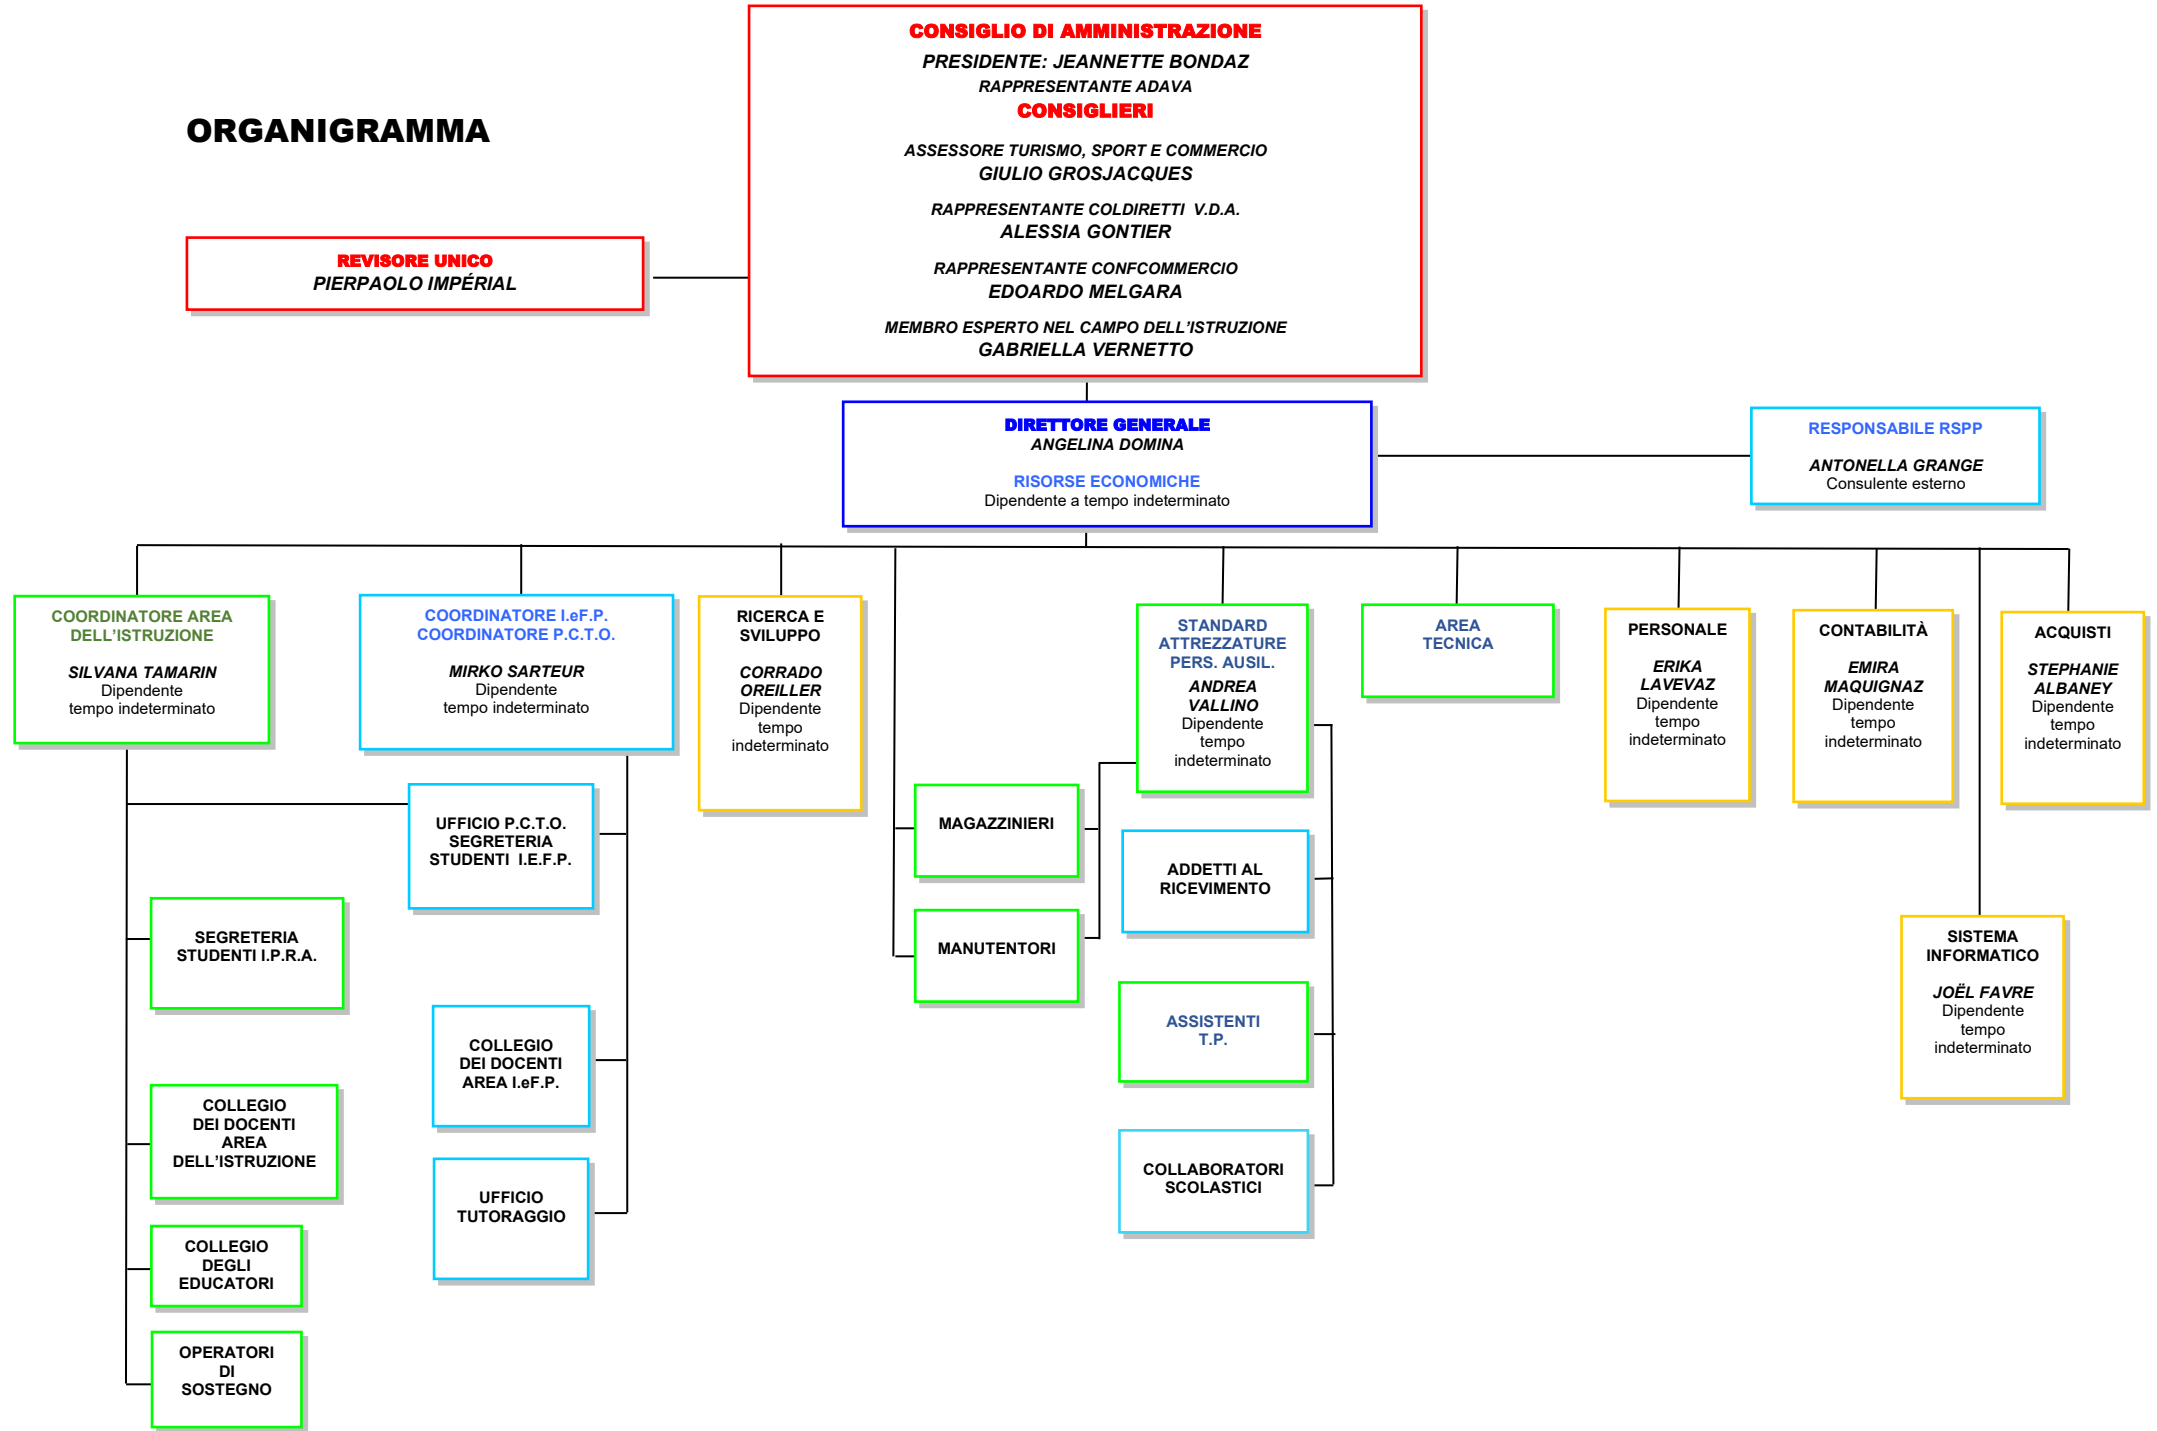 ORGANIGRAMMA
CONSIGLIO DI AMMINISTRAZIONE
PRESIDENTE: JEANNETTE BONDAZ
RAPPRESENTANTE ADAVA
CONSIGLIERI
ASSESSORE TURISMO, SPORT E COMMERCIO
GIULIO GROSJACQUES
RAPPRESENTANTE COLDIRETTI V.D.A.
ALESSIA GONTIER
RAPPRESENTANTE CONFCOMMERCIO
EDOARDO MELGARA
MEMBRO ESPERTO NEL CAMPO DELL'ISTRUZIONE
GABRIELLA VERNETTO
REVISORE UNICO
PIERPAOLO IMPÉRIAL
DIRETTORE GENERALE
ANGELINA DOMINA
RISORSE ECONOMICHE
Dipendente a tempo indeterminato
RESPONSABILE RSPP
ANTONELLA GRANGE
Consulente esterno
COORDINATORE AREA
DELL'ISTRUZIONE
SILVANA TAMARIN
Dipendente
tempo indeterminato
COORDINATORE I.eF.P.
COORDINATORE P.C.T.O.
MIRKO SARTEUR
Dipendente
tempo indeterminato
RICERCA E
SVILUPPO
CORRADO
OREILLER
Dipendente
tempo
indeterminato
STANDARD
ATTREZZATURE
PERS. AUSIL.
ANDREA
VALLINO
Dipendente
tempo
indeterminato
AREA
TECNICA
PERSONALE
ERIKA
LAVEVAZ
Dipendente
tempo
indeterminato
CONTABILITÀ
EMIRA
MAQUIGNAZ
Dipendente
tempo
indeterminato
ACQUISTI
STEPHANIE
ALBANEY
Dipendente
tempo
indeterminato
UFFICIO P.C.T.O.
SEGRETERIA
STUDENTI I.E.F.P.
MAGAZZINIERI
ADDETTI AL
RICEVIMENTO
SEGRETERIA
STUDENTI I.P.R.A.
MANUTENTORI
SISTEMA
INFORMATICO
JOËL FAVRE
Dipendente
tempo
indeterminato
COLLEGIO
DEI DOCENTI
AREA I.eF.P.
ASSISTENTI
T.P.
COLLEGIO
DEI DOCENTI
AREA
DELL'ISTRUZIONE
UFFICIO
TUTORAGGIO
COLLABORATORI
SCOLASTICI
COLLEGIO
DEGLI
EDUCATORI
OPERATORI
DI
SOSTEGNO